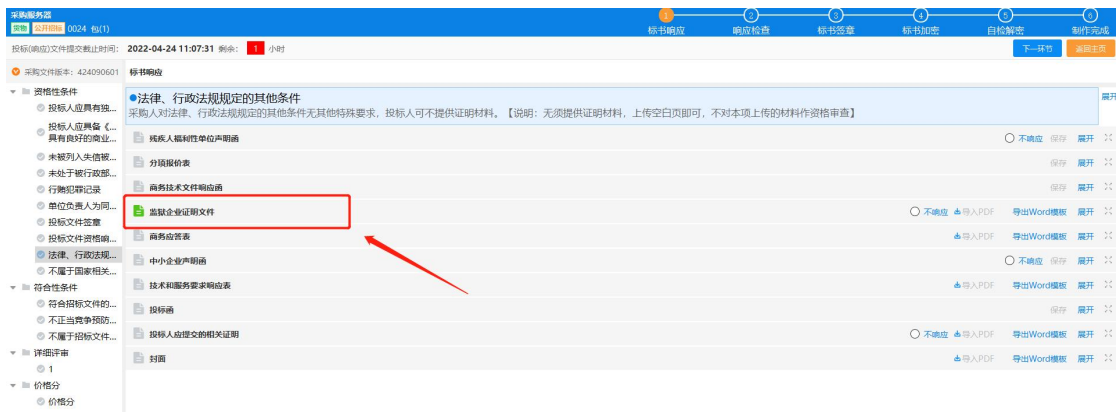 采购服务器
货物 公开招标 0024 包(1)
1 2 3 4 5 6
标书响应 响应检查 标书签章 标书加密 自检解密 制作完成
投标(响应)文件提交截止时间: 2022-04-24 11:07:31 剩余: 1 小时
下一环节 返回主页
采购文件版本: 424090601
标书响应
资格性条件
投标人应具有独...
投标人应具备《...
具有良好的商业...
未被列入失信被...
未处于被行政部...
行贿犯罪记录
单位负责人为同...
投标文件签章
投标文件资格响...
法律、行政法规...
不属于国家相关...
符合性条件
符合招标文件的...
不正当竞争预防...
不属于招标文件...
详细评审
1
价格分
价格分
●法律、行政法规规定的其他条件
展开
采购人对法律、行政法规规定的其他条件无其他特殊要求，投标人可不提供证明材料。【说明：无须提供证明材料，上传空白页即可，不对本项上传的材料作资格审查】
残疾人福利性单位声明函 不响应 保存 展开
分项报价表 保存 展开
商务技术文件响应函 保存 展开
监狱企业证明文件 不响应 导入PDF 导出Word模板 展开
商务应答表 导入PDF 导出Word模板 展开
中小企业声明函 不响应 保存 展开
技术和服务要求响应表 导入PDF 导出Word模板 展开
投标函 保存 展开
投标人应提交的相关证明 不响应 导入PDF 导出Word模板 展开
封面 导入PDF 导出Word模板 展开